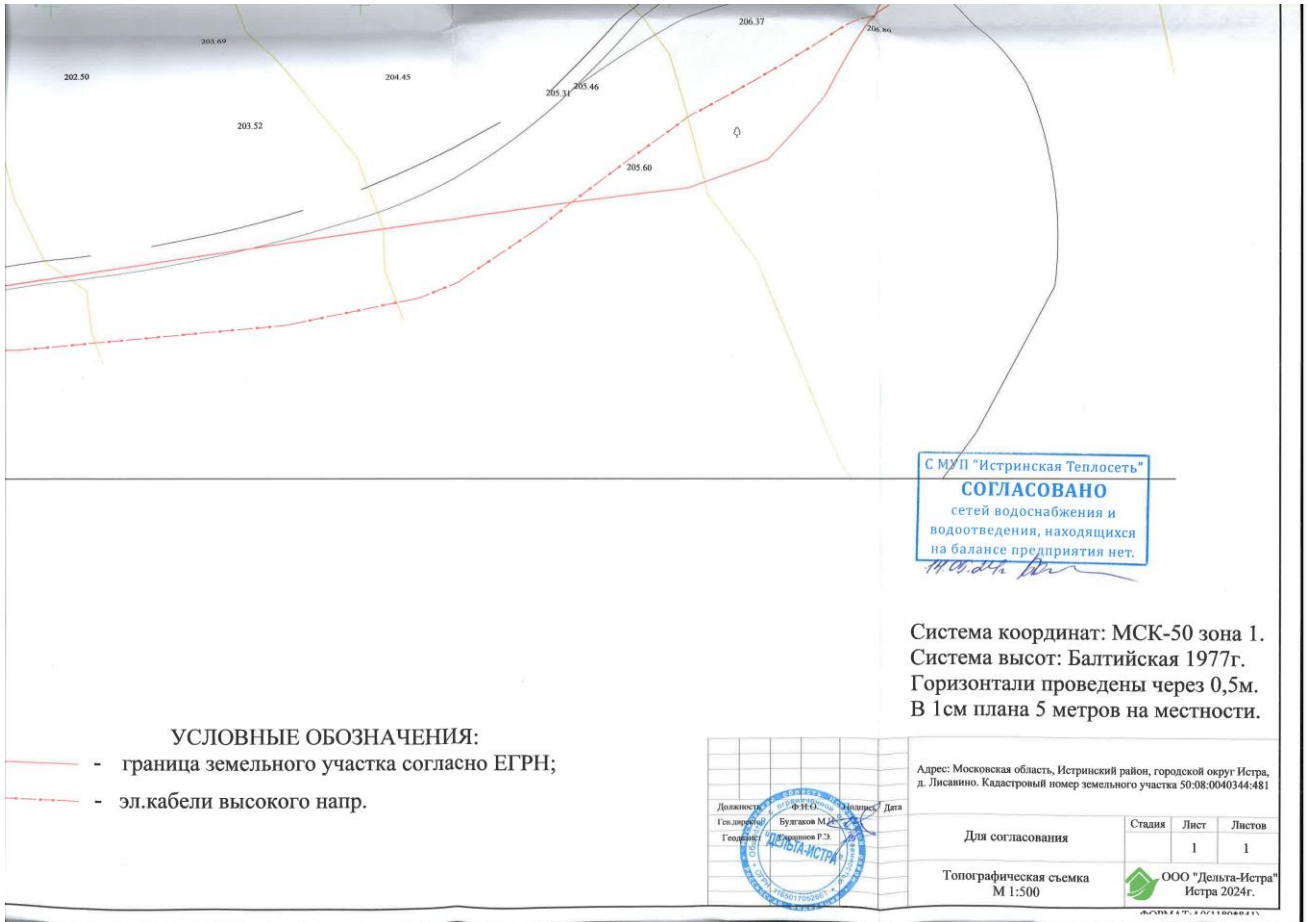 206.37
206.86
203.69
202.50
204.45
205.46
205.31
203.52
205.60
С МУП "Истринская Теплосеть"
СОГЛАСОВАНО
сетей водоснабжения и
водоотведения, находящихся
на балансе предприятия нет.
14.05.24г
Система координат: МСК-50 зона 1.
Система высот: Балтийская 1977г.
Горизонтали проведены через 0,5м.
В 1см плана 5 метров на местности.
УСЛОВНЫЕ ОБОЗНАЧЕНИЯ:
- граница земельного участка согласно ЕГРН;
- эл.кабели высокого напр.
Адрес: Московская область, Истринский район, городской округ Истра,
д. Лисавино. Кадастровый номер земельного участка 50:08:0040344:481
Должность Ф.И.О. Подпись Дата
Ген.директор Булгаков М.Н.
Геодезист Р.Э.
"ДЕЛЬТА-ИСТРА"
Для согласования
Стадия Лист Листов
1 1
Топографическая съемка
М 1:500
ООО "Дельта-Истра"
Истра 2024г.